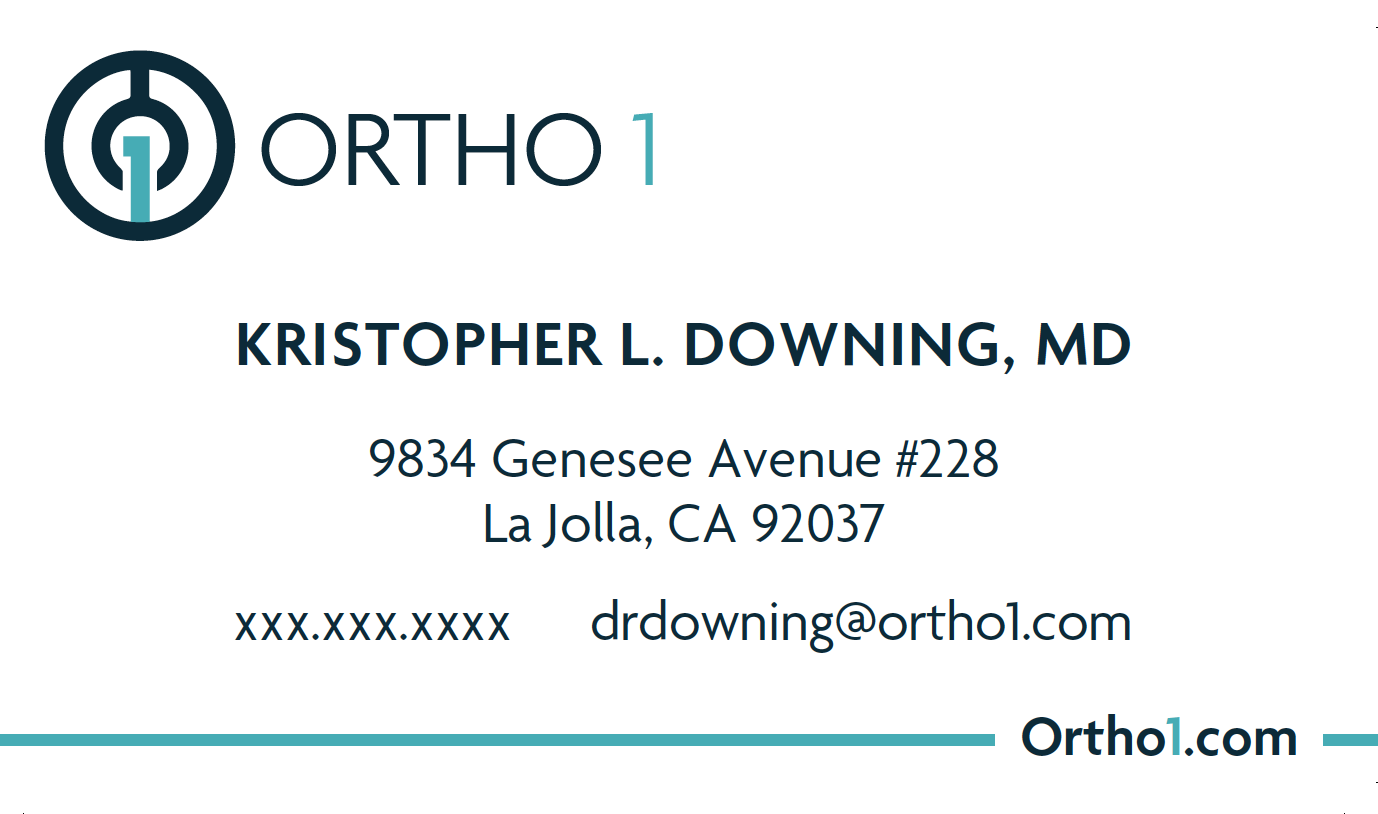 ORTHO 1
KRISTOPHER L. DOWNING, MD
9834 Genesee Avenue #228
La Jolla, CA 92037
xxx.xxx.xxxx drdowning@ortho1.com
Ortho1.com